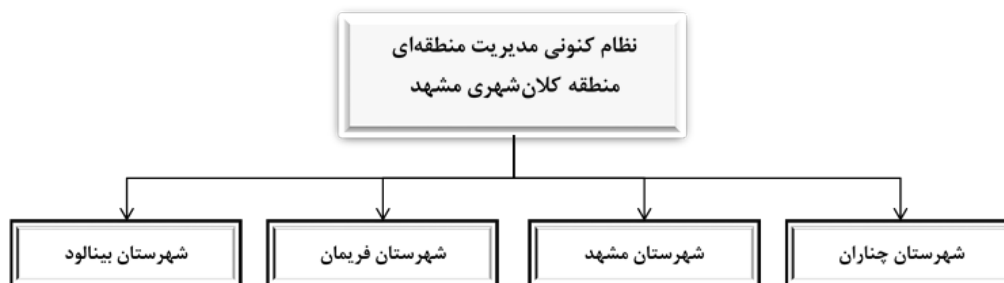 نظام کنونی مدیریت منطقه‌ای
منطقه کلان‌شهری مشهد
شهرستان چناران
شهرستان مشهد
شهرستان فریمان
شهرستان بینالود